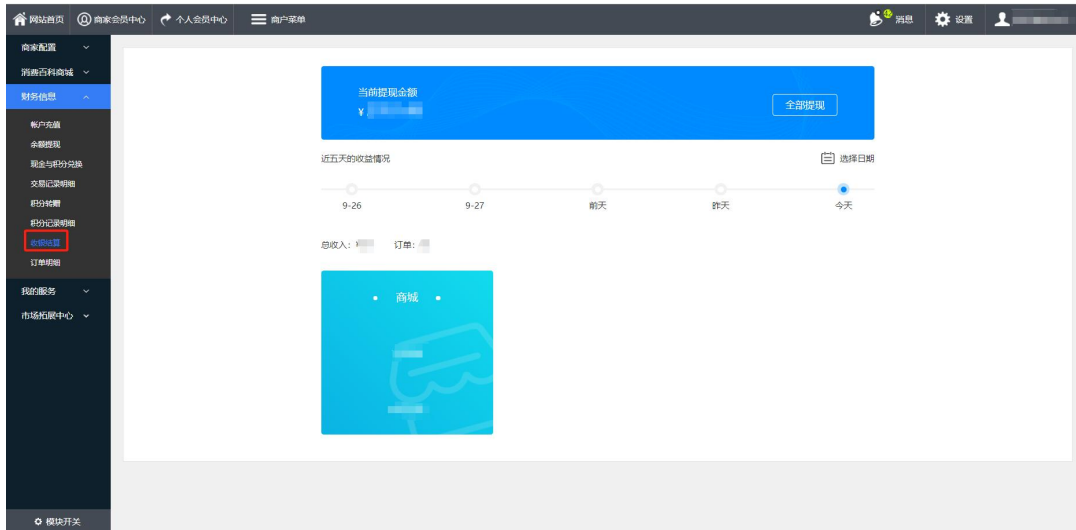 网站首页 商家会员中心 个人会员中心 商户菜单 消息 设置
商家配置
消费百科商城
财务信息
帐户充值
余额提现
现金与积分兑换
交易记录明细
积分转赠
积分记录明细
收银结算
订单明细
我的服务
市场拓展中心
模块开关
当前提现金额
¥
全部提现
近五天的收益情况 选择日期
9-26 9-27 前天 昨天 今天
总收入: ¥ 订单:
商城